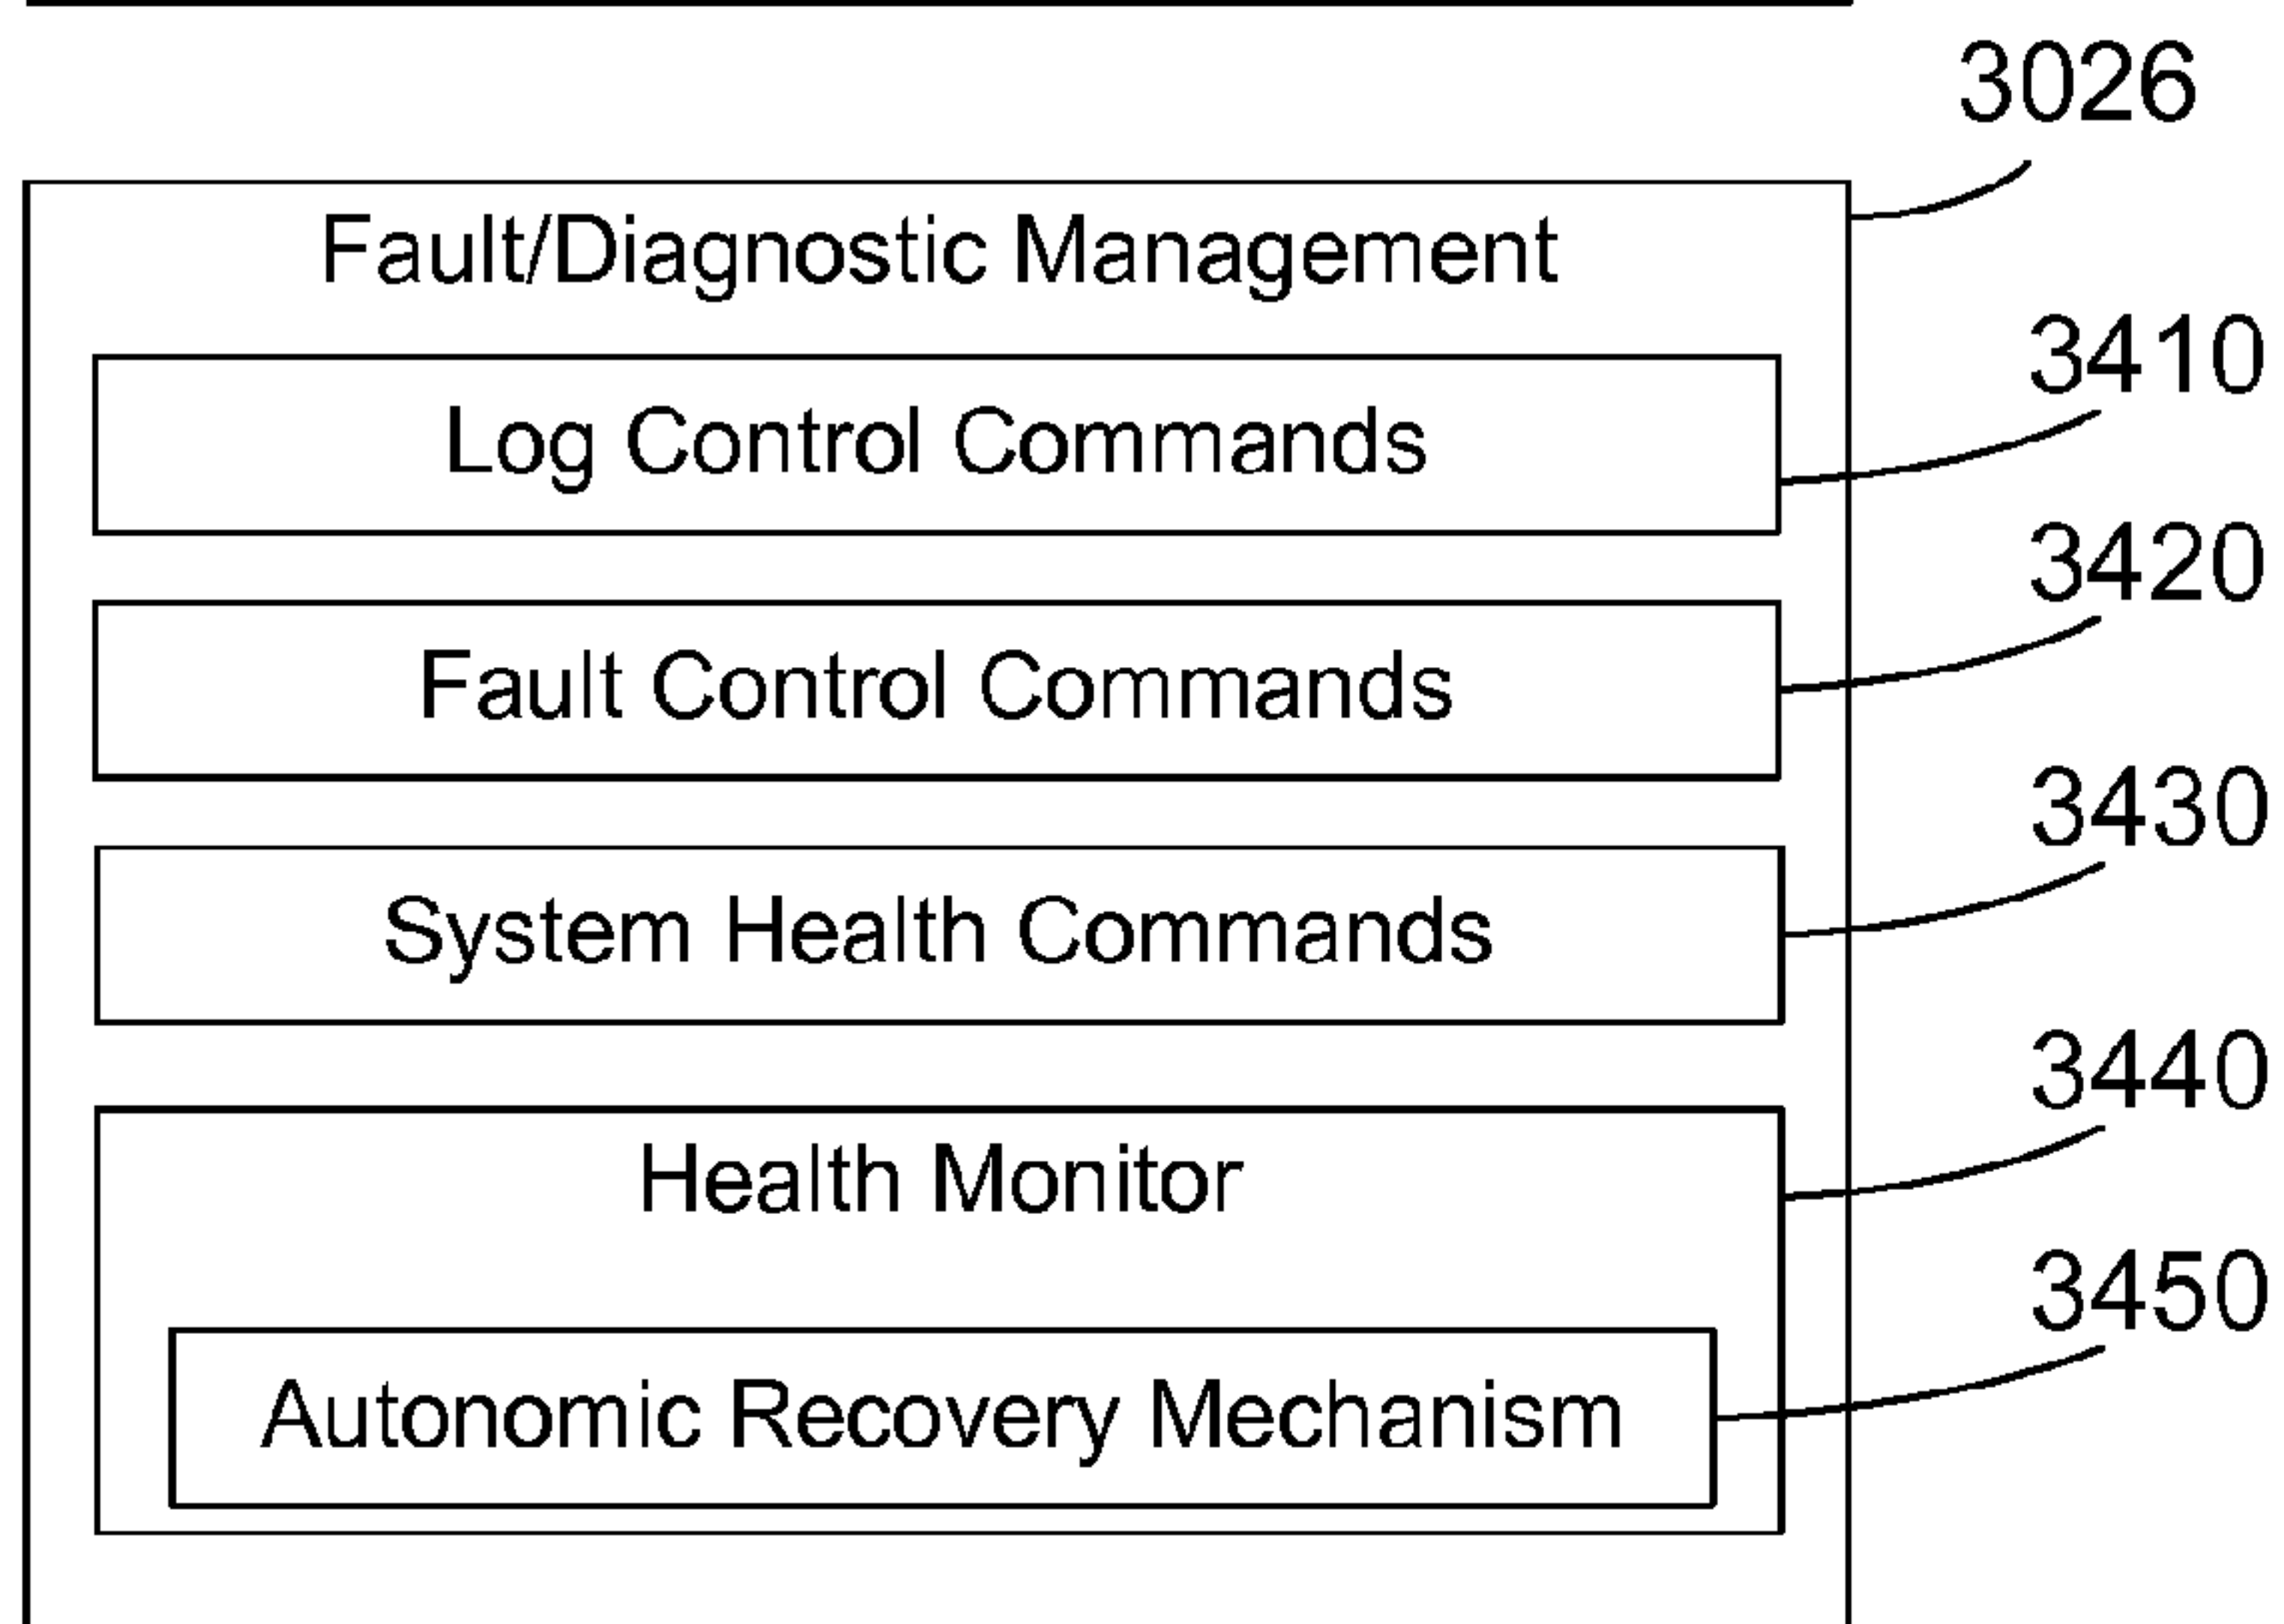 3026
Fault/Diagnostic Management
3410
Log Control Commands
3420
Fault Control Commands
3430
System Health Commands
3440
Health Monitor
3450
Autonomic Recovery Mechanism